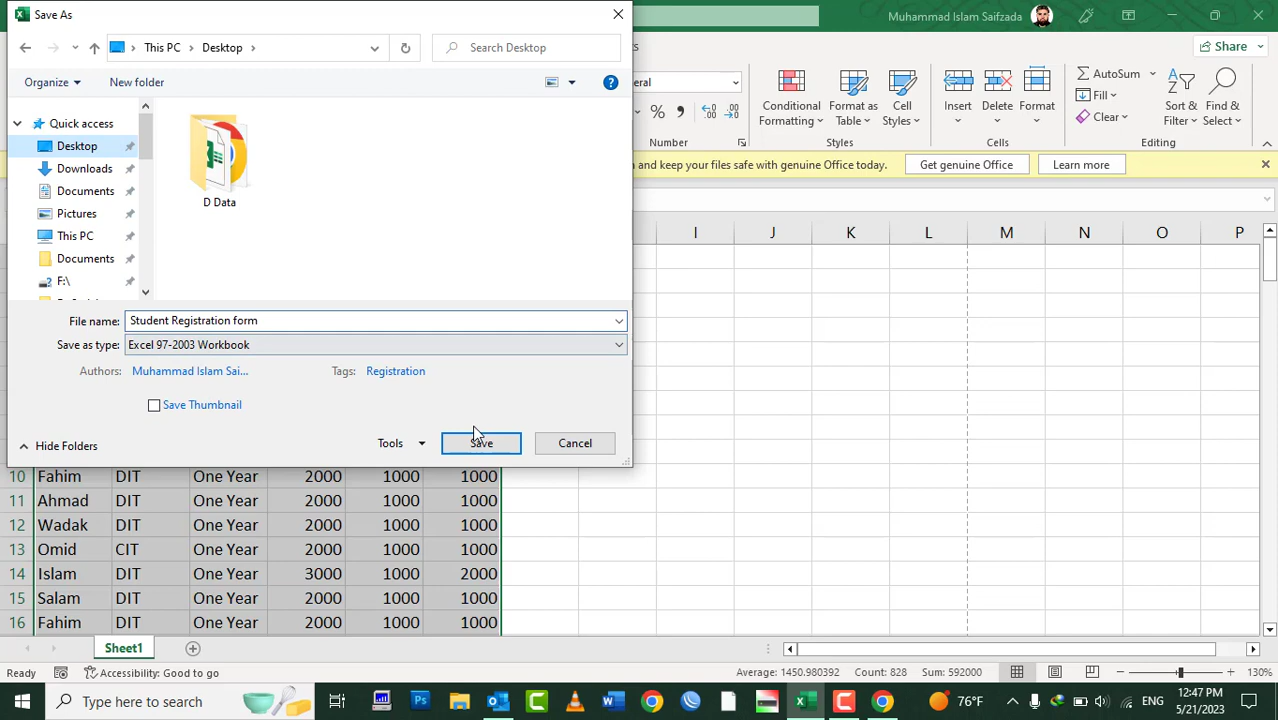 Save As
Muhammad Islam Saifzada
This PC
Desktop
Search Desktop
Share
Organize
New folder
Quick access
Desktop
Downloads
Documents
Pictures
This PC
Documents
F:\
D Data
File name:
Student Registration form
Save as type:
Excel 97-2003 Workbook
Authors:
Muhammad Islam Sai...
Tags:
Registration
Save Thumbnail
Hide Folders
Tools
Save
Cancel
eral
Conditional
Formatting
Format as
Table
Cell
Styles
Insert
Delete
Format
AutoSum
Fill
Clear
Sort &
Filter
Find &
Select
Number
Styles
Cells
Editing
and keep your files safe with genuine Office today.
Get genuine Office
Learn more
I J K L M N O P
10 Fahim DIT One Year 2000 1000 1000
11 Ahmad DIT One Year 2000 1000 1000
12 Wadak DIT One Year 2000 1000 1000
13 Omid CIT One Year 2000 1000 1000
14 Islam DIT One Year 3000 1000 2000
15 Salam DIT One Year 2000 1000 1000
16 Fahim DIT One Year 2000 1000 1000
Sheet1
Ready
Accessibility: Good to go
Average: 1450.980392
Count: 828
Sum: 592000
130%
Type here to search
76°F
ENG
12:47 PM
5/21/2023